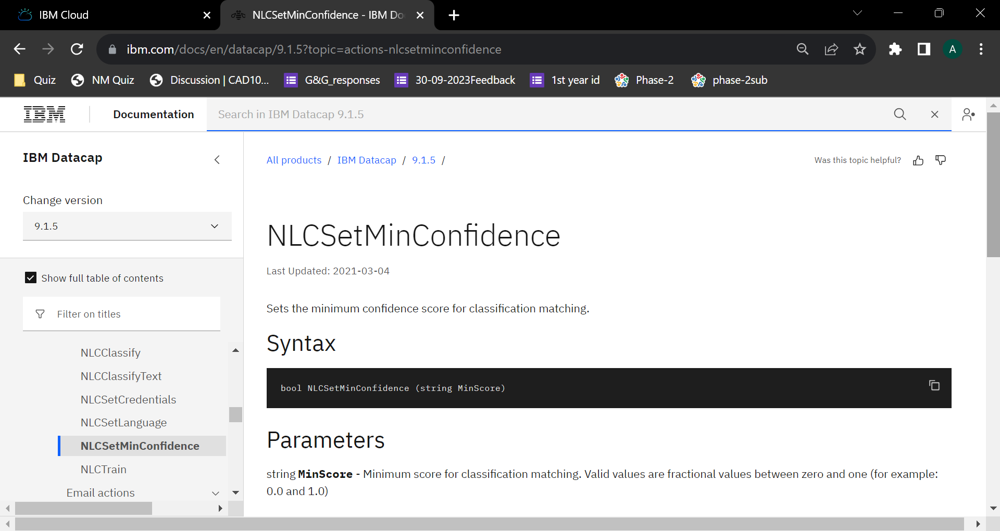 IBM Cloud
NLCSetMinConfidence - IBM Do
ibm.com/docs/en/datacap/9.1.5?topic=actions-nlcsetminconfidence
A
Quiz
NM Quiz
Discussion | CAD10...
G&G_responses
30-09-2023Feedback
1st year id
Phase-2
phase-2sub
IBM
Documentation
Search in IBM Datacap 9.1.5
IBM Datacap
Change version
9.1.5
Show full table of contents
Filter on titles
NLCClassify
NLCClassifyText
NLCSetCredentials
NLCSetLanguage
NLCSetMinConfidence
NLCTrain
Email actions
All products / IBM Datacap / 9.1.5 /
Was this topic helpful?
NLCSetMinConfidence
Last Updated: 2021-03-04
Sets the minimum confidence score for classification matching.
Syntax
bool NLCSetMinConfidence (string MinScore)
Parameters
string MinScore - Minimum score for classification matching. Valid values are fractional values between zero and one (for example:
0.0 and 1.0)